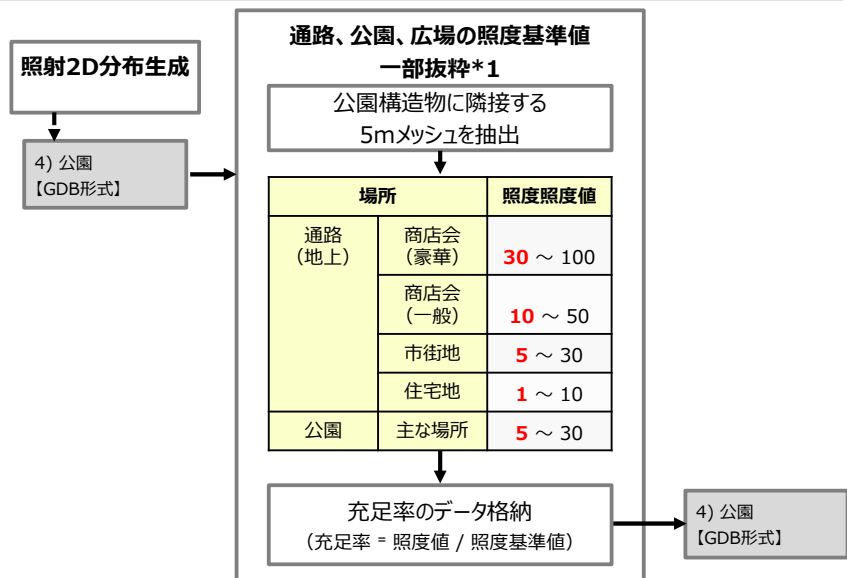 通路、公園、広場の照度基準値
一部抜粋*1
照射2D分布生成
公園構造物に隣接する
5mメッシュを抽出
4) 公園
【GDB形式】
場所
照度照度値
通路
(地上)
商店会
(豪華)
30 ～ 100
商店会
(一般)
10 ～ 50
市街地
5 ～ 30
住宅地
1 ～ 10
公園
主な場所
5 ～ 30
充足率のデータ格納
(充足率 = 照度値 / 照度基準値)
4) 公園
【GDB形式】